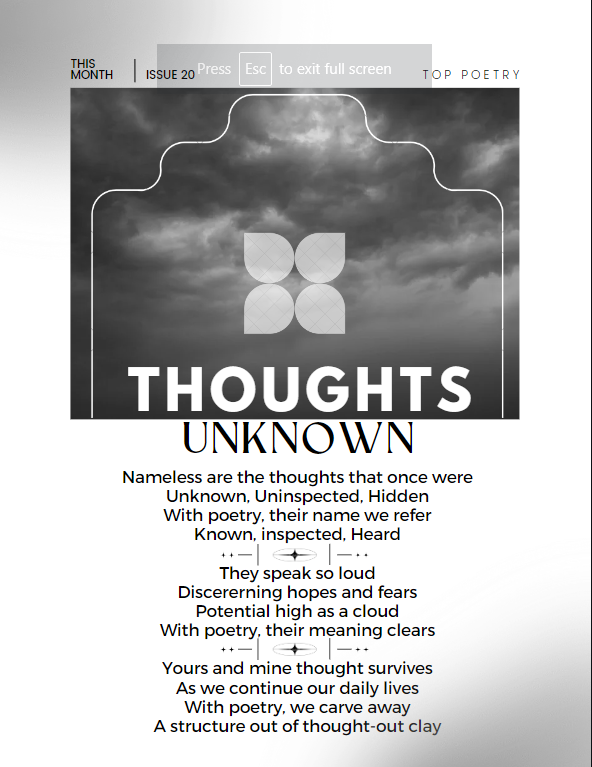 THIS
MONTH
ISSUE 20
Press Esc to exit full screen
TOP POETRY
THOUGHTS
UNKNOWN
Nameless are the thoughts that once were
Unknown, Uninspected, Hidden
With poetry, their name we refer
Known, inspected, Heard
They speak so loud
Discererning hopes and fears
Potential high as a cloud
With poetry, their meaning clears
Yours and mine thought survives
As we continue our daily lives
With poetry, we carve away
A structure out of thought-out clay